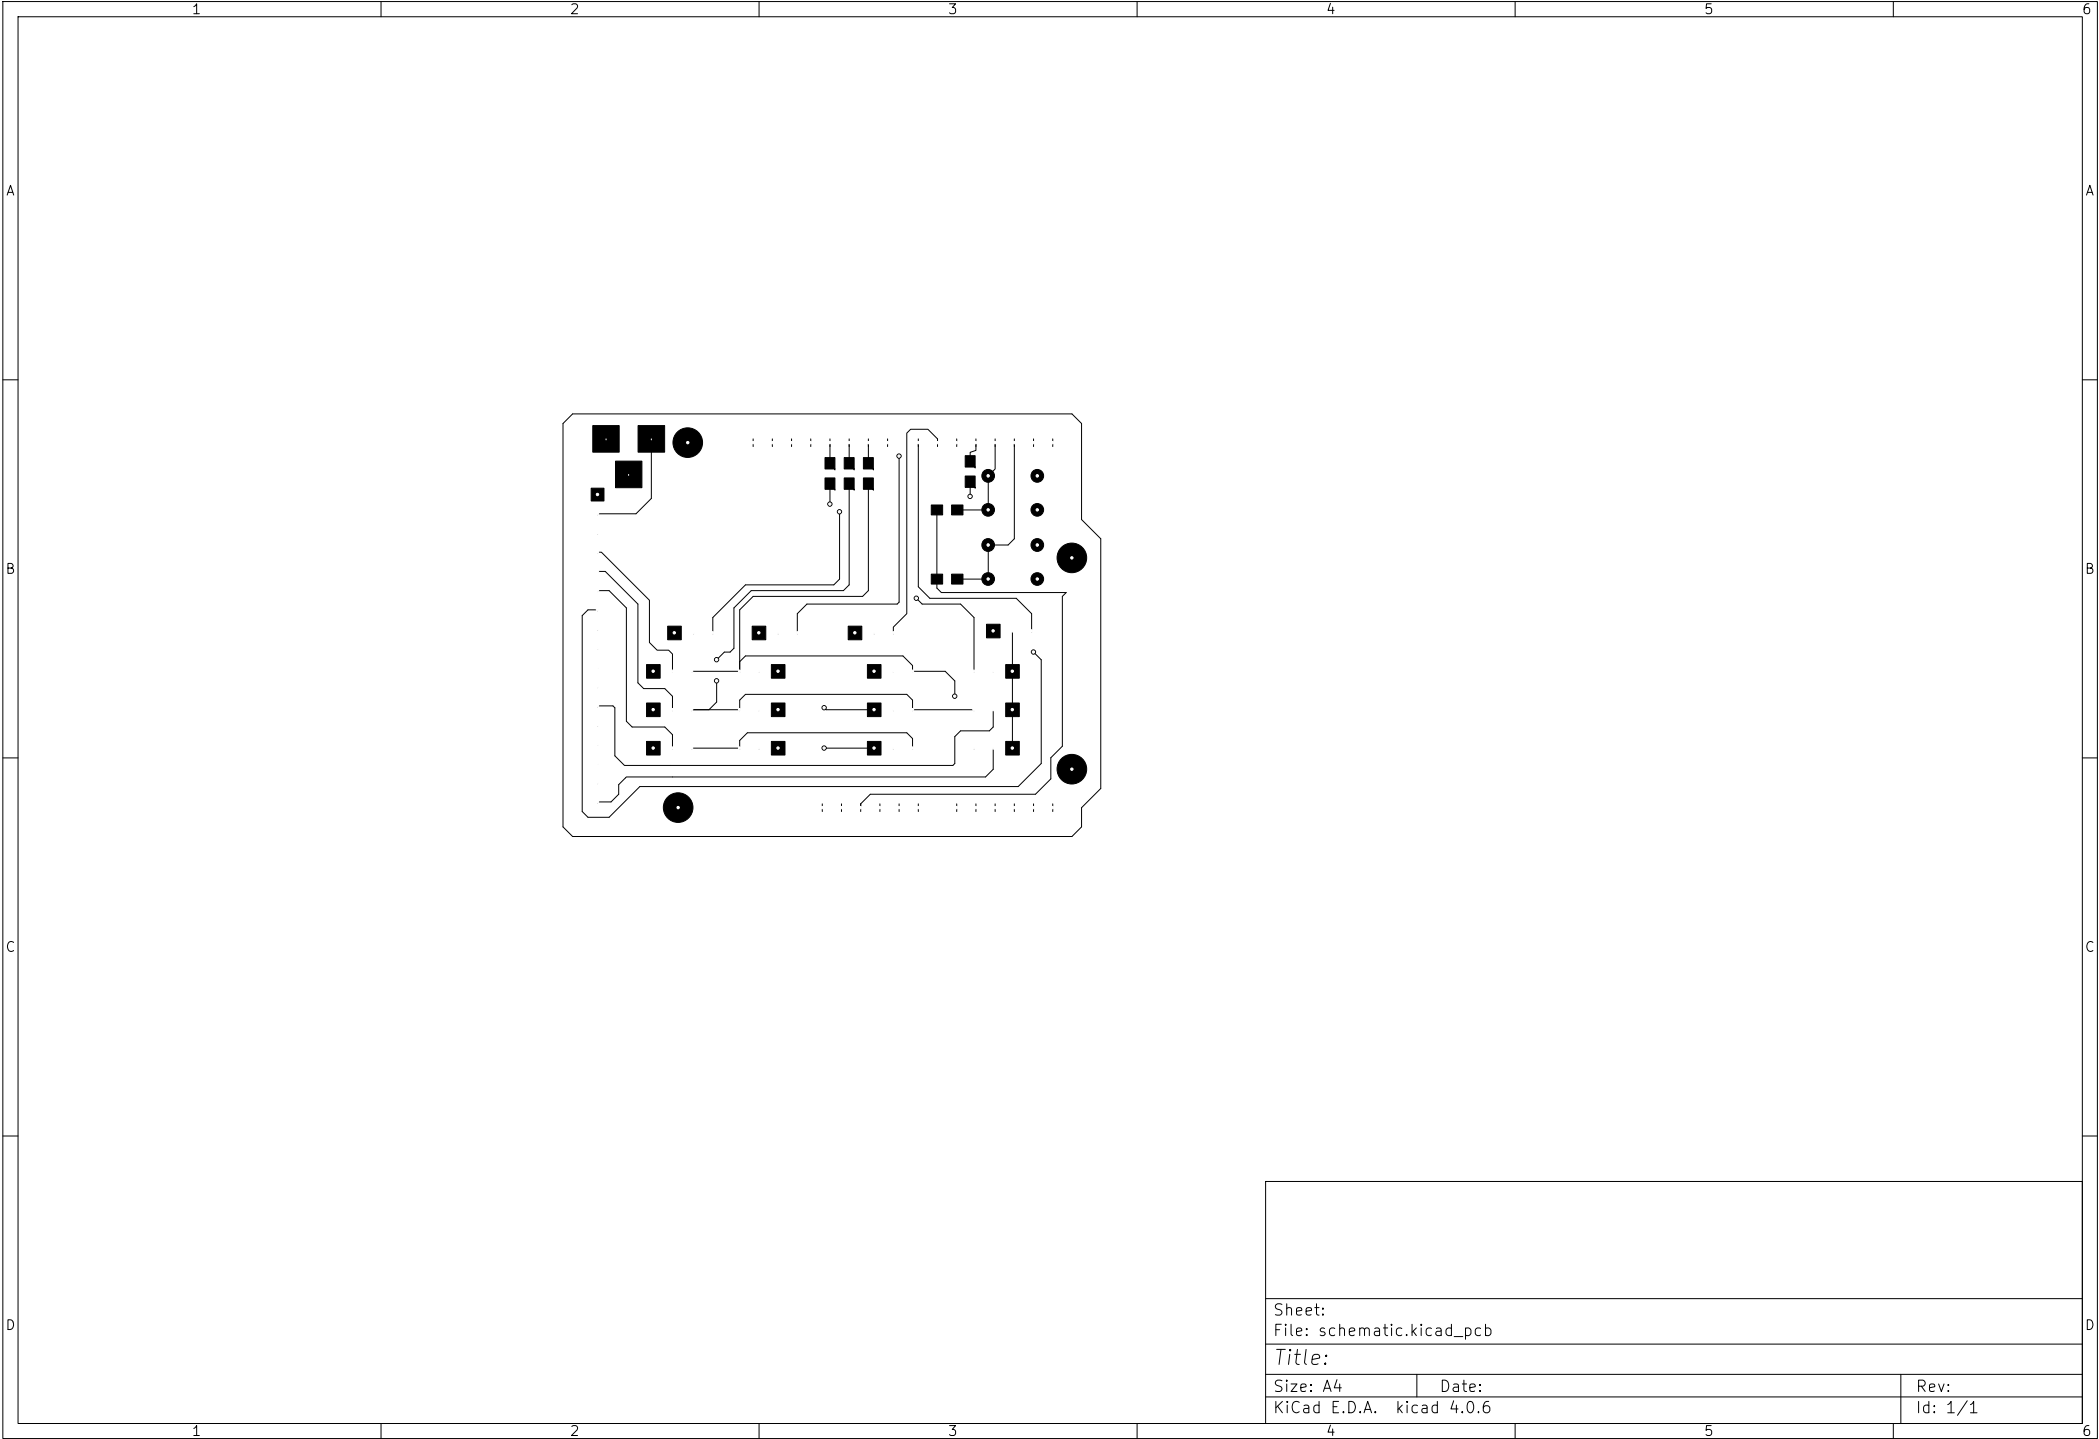 1 2 3 4 5 6
A A
B B
C C
D D
Sheet:
File: schematic.kicad_pcb
Title:
Size: A4 Date: Rev:
KiCad E.D.A. kicad 4.0.6 Id: 1/1
1 2 3 4 5 6